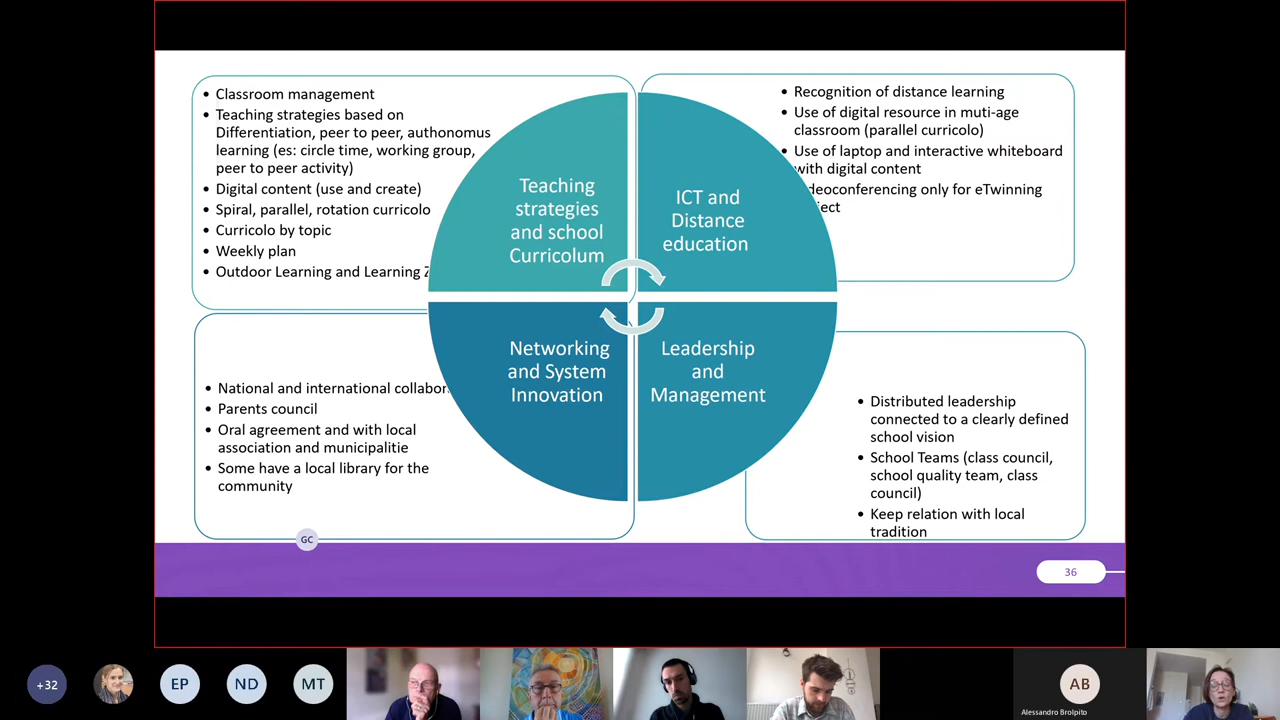 Classroom management
Teaching strategies based on
Differentiation, peer to peer, authonomus
learning (es: circle time, working group,
peer to peer activity)
Digital content (use and create)
Spiral, parallel, rotation curricolo
Curricolo by topic
Weekly plan
Outdoor Learning and Learning
Teaching
strategies
and school
Curricolum
ICT and
Distance
education
Recognition of distance learning
Use of digital resource in muti-age
classroom (parallel curricolo)
Use of laptop and interactive whiteboard
with digital content
only for eTwinning
National and international
Parents council
Oral agreement and with local
association and municipalitie
Some have a local library for the
community
Networking
and System
Innovation
Leadership
and
Management
Distributed leadership
connected to a clearly defined
school vision
School Teams (class council,
school quality team, class
council)
Keep relation with local
tradition
GC
36
+32
EP
ND
MT
AB
Alessandro Brolpito